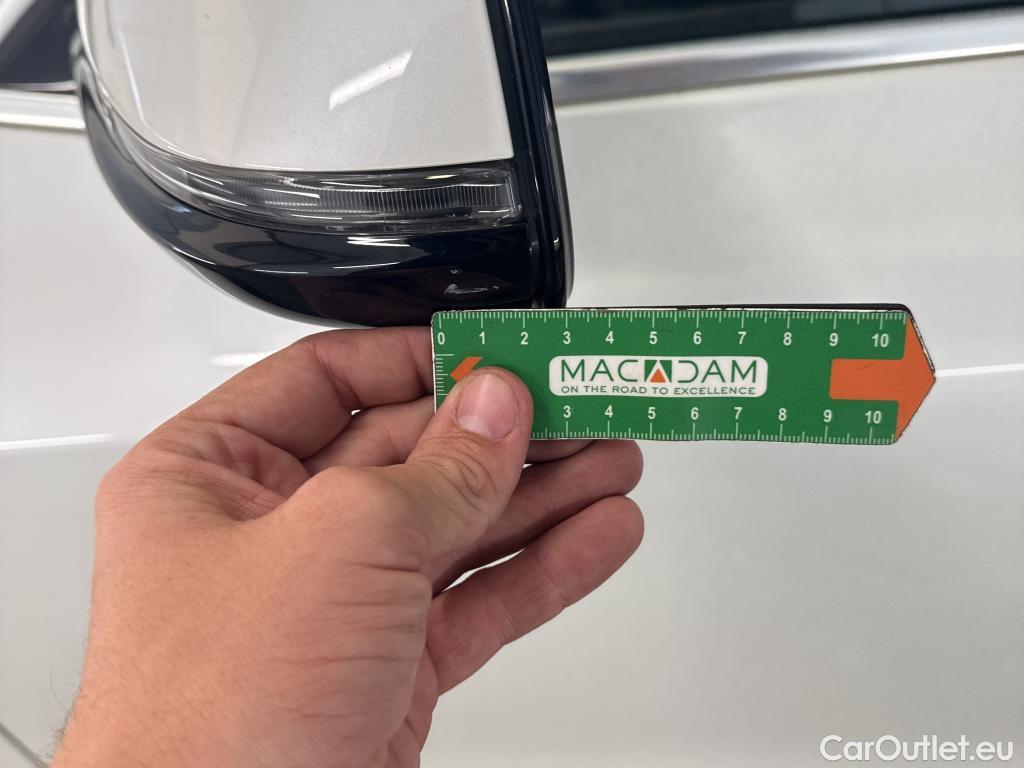 0 1 2 3 4 5 6 7 8 9 10
MACADAM
ON THE ROAD TO EXCELLENCE
3 4 5 6 7 8 9 10
CarOutlet.eu